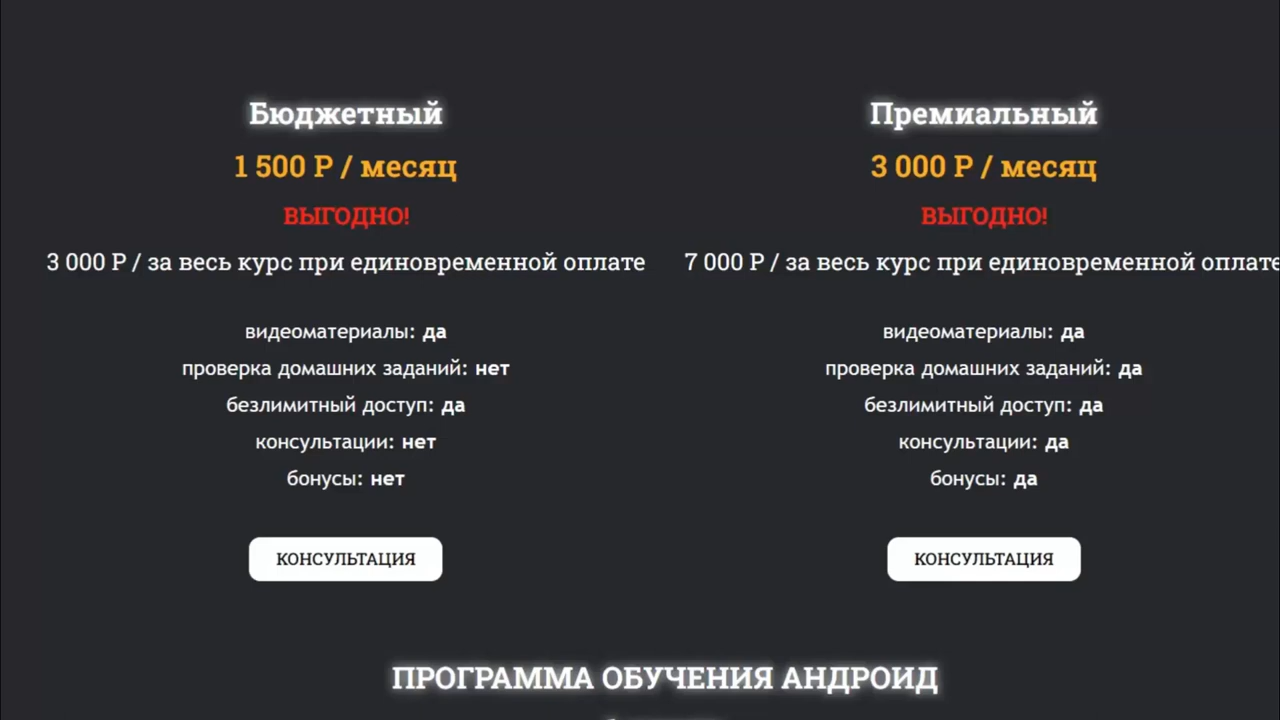 Бюджетный
1 500 Р / месяц
ВЫГОДНО!
3 000 Р / за весь курс при единовременной оплате
видеоматериалы: да
проверка домашних заданий: нет
безлимитный доступ: да
консультации: нет
бонусы: нет
КОНСУЛЬТАЦИЯ
Премиальный
3 000 Р / месяц
ВЫГОДНО!
7 000 Р / за весь курс при единовременной оплате
видеоматериалы: да
проверка домашних заданий: да
безлимитный доступ: да
консультации: да
бонусы: да
КОНСУЛЬТАЦИЯ
ПРОГРАММА ОБУЧЕНИЯ АНДРОИД